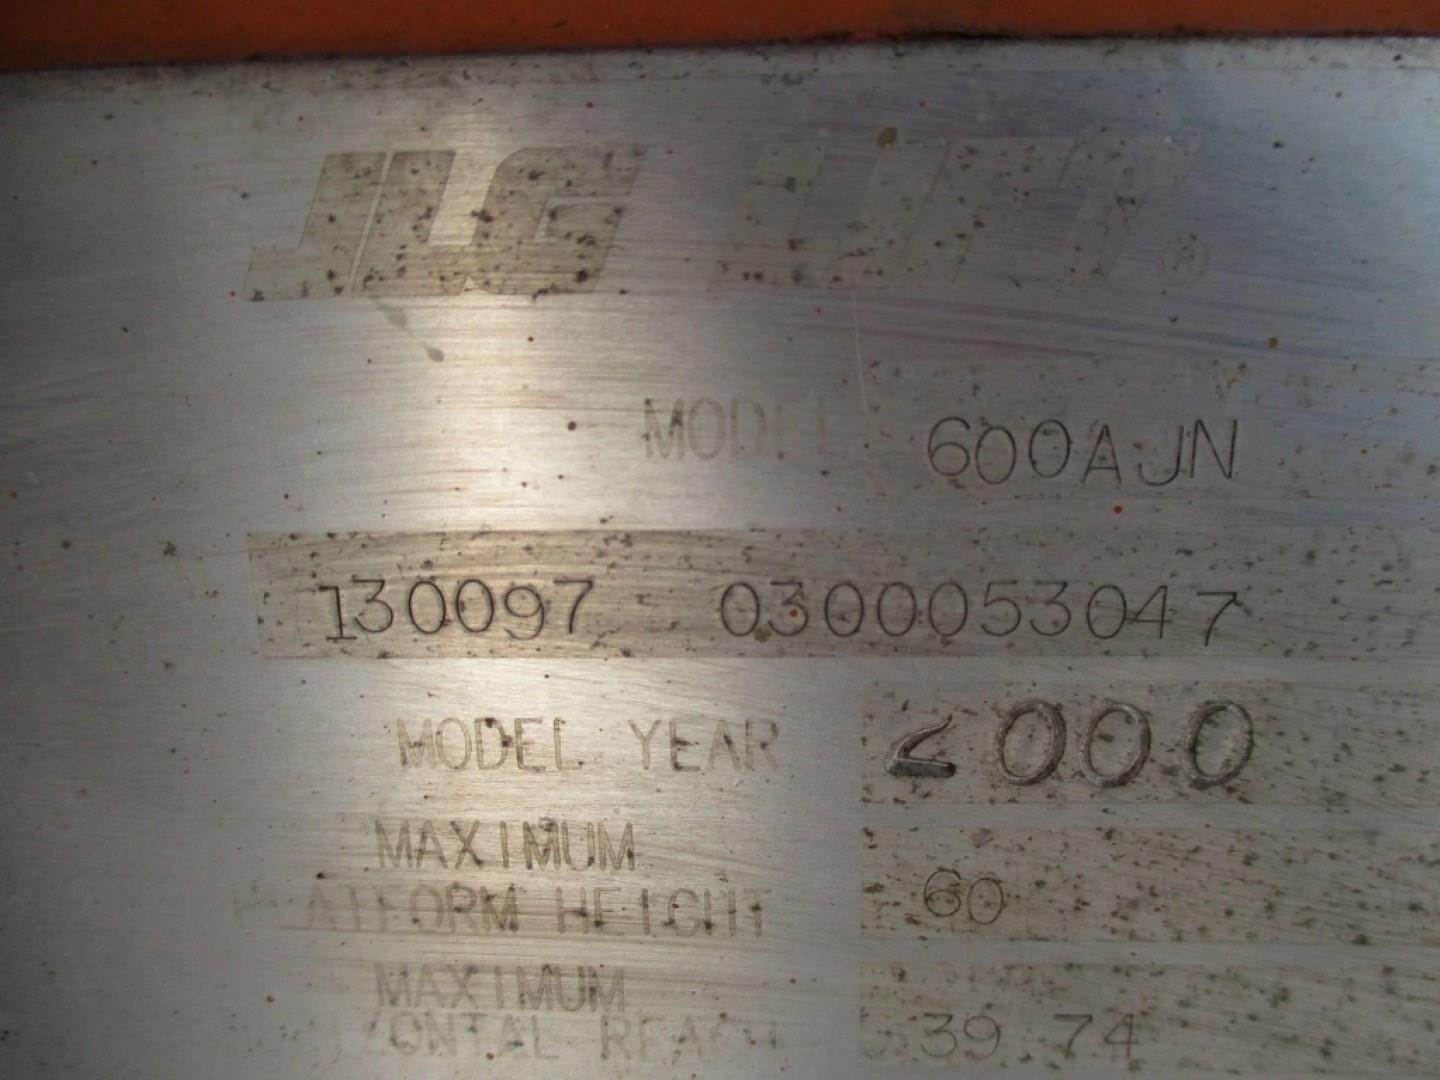 JLG LIFT®
MODEL 600AJN
130097 0300053047
MODEL YEAR 2000
MAXIMUM
PLATFORM HEIGHT 60
MAXIMUM
HORIZONTAL REACH 39 74